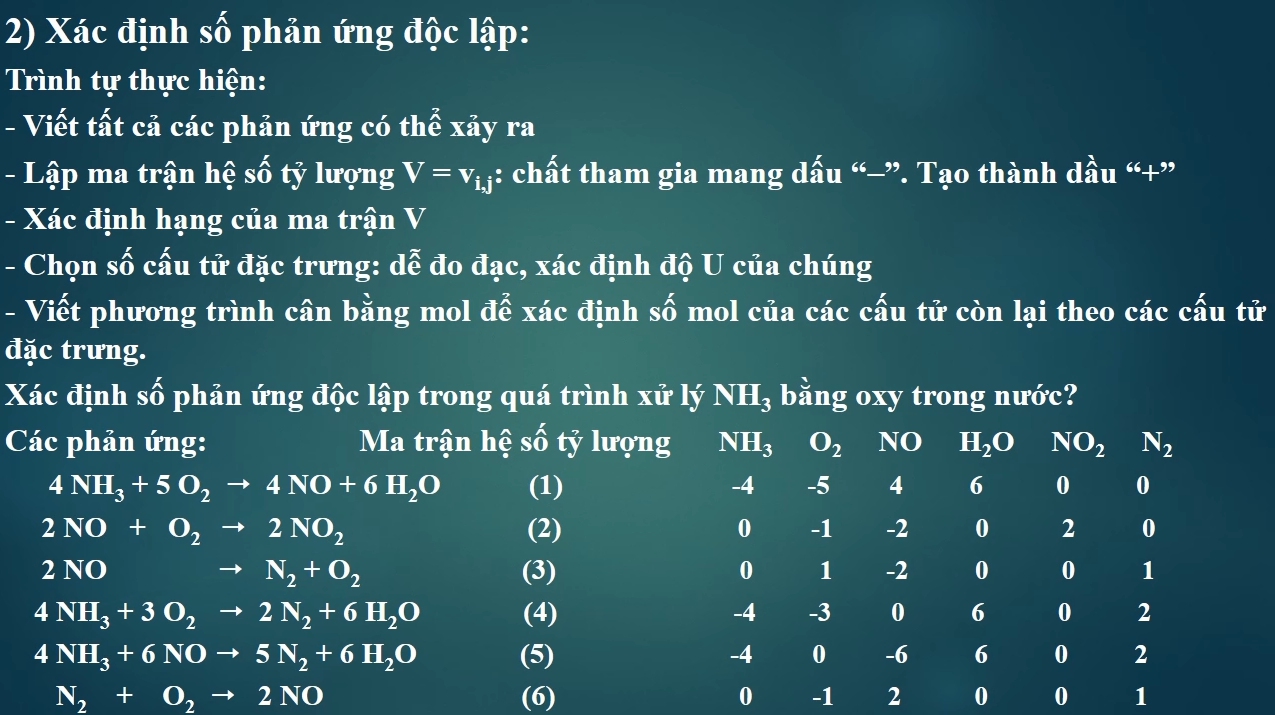 2) Xác định số phản ứng độc lập:
Trình tự thực hiện:
- Viết tất cả các phản ứng có thể xảy ra
- Lập ma trận hệ số tỷ lượng V = v_i,j: chất tham gia mang dấu “–”. Tạo thành dầu “+”
- Xác định hạng của ma trận V
- Chọn số cấu tử đặc trưng: dễ đo đạc, xác định độ U của chúng
- Viết phương trình cân bằng mol để xác định số mol của các cấu tử còn lại theo các cấu tử
đặc trưng.
Xác định số phản ứng độc lập trong quá trình xử lý NH₃ bằng oxy trong nước?
Các phản ứng: Ma trận hệ số tỷ lượng NH₃ O₂ NO H₂O NO₂ N₂
4 NH₃ + 5 O₂ → 4 NO + 6 H₂O (1) -4 -5 4 6 0 0
2 NO + O₂ → 2 NO₂ (2) 0 -1 -2 0 2 0
2 NO → N₂ + O₂ (3) 0 1 -2 0 0 1
4 NH₃ + 3 O₂ → 2 N₂ + 6 H₂O (4) -4 -3 0 6 0 2
4 NH₃ + 6 NO → 5 N₂ + 6 H₂O (5) -4 0 -6 6 0 2
N₂ + O₂ → 2 NO (6) 0 -1 2 0 0 1